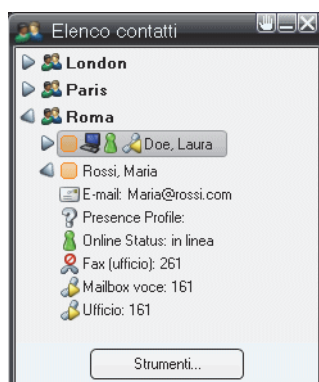 Elenco contatti
London
Paris
Roma
Doe, Laura
Rossi, Maria
E-mail: Maria@rossi.com
Presence Profile:
Online Status: in linea
Fax (ufficio): 261
Mailbox voce: 161
Ufficio: 161
Strumenti...